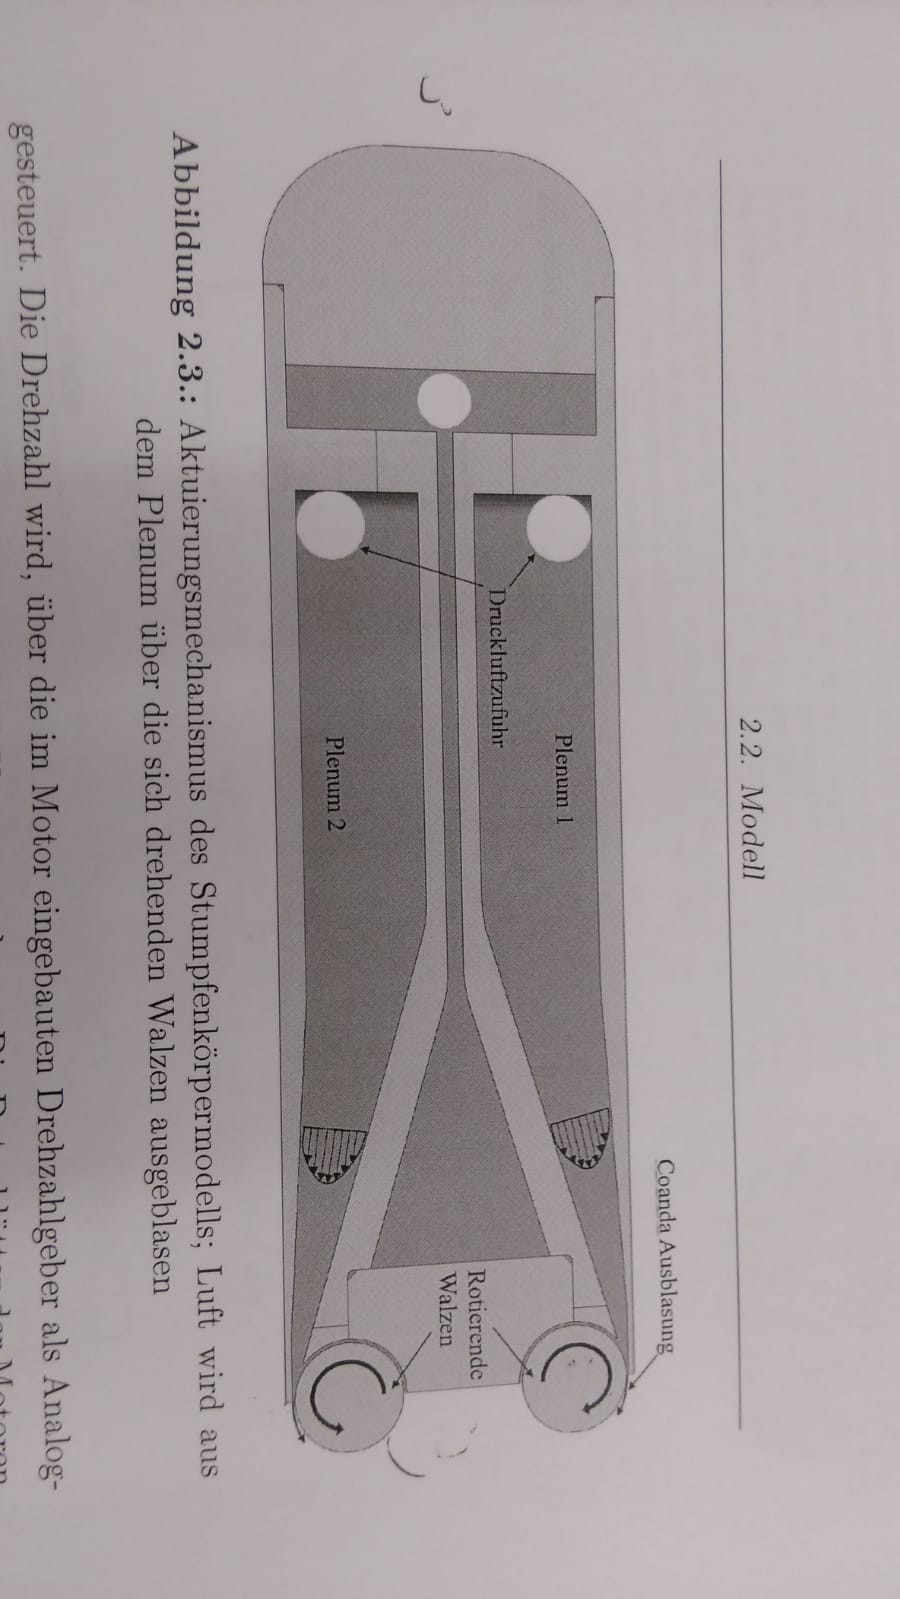 2.2. Modell
Coanda Ausblasung
Plenum 1
Druckluftzufuhr
Rotierende
Walzen
Plenum 2
Abbildung 2.3.: Aktuierungsmechanismus des Stumpfenkörpermodells; Luft wird aus
dem Plenum über die sich drehenden Walzen ausgeblasen
gesteuert. Die Drehzahl wird, über die im Motor eingebauten Drehzahlgeber als Analog-